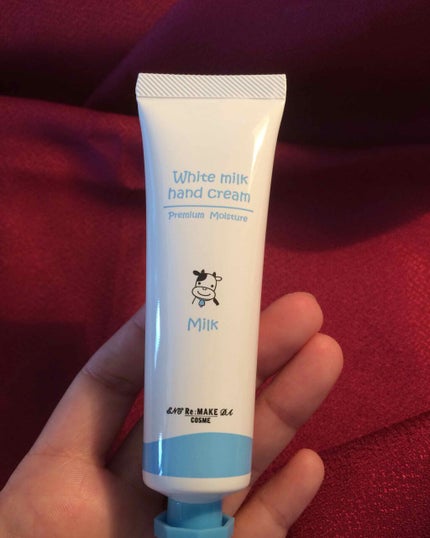 White milk
hand cream
Premium Moisture
Milk
Re:MAKE
COSME